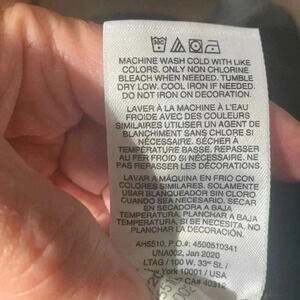 MACHINE WASH COLD WITH LIKE
COLORS. ONLY NON CHLORINE
BLEACH WHEN NEEDED. TUMBLE
DRY LOW. COOL IRON IF NEEDED.
DO NOT IRON ON DECORATION.
LAVER À LA MACHINE À L'EAU
FROIDE AVEC DES COULEURS
SIMILAIRES UTILISER UN AGENT DE
BLANCHIMENT SANS CHLORE SI
NÉCESSAIRE. SÉCHER À
TEMPÉRATURE BASSE. REPASSER
AU FER FROID SI NÉCESSAIRE. NE
PAS REPASSER LES DÉCORATIONS.
LAVAR A MÁQUINA EN FRIO CON
COLORES SIMILARES. SOLAMENTE
USAR BLANQUEADOR SIN CLORO
CUANDO SEA NECESARIO. SECAR
EN SECADORA A BAJA
TEMPERATURA. PLANCHAR A BAJA
TEMPERATURA, SI SE NECESITA. NO
PLANCHAR LA DECORACIÓN.
AH5510, P.O.#: 4500510341
UNA002, Jan 2020
LTAG / 100 W. 33rd St. /
York 10001 / USA
CA# 40312